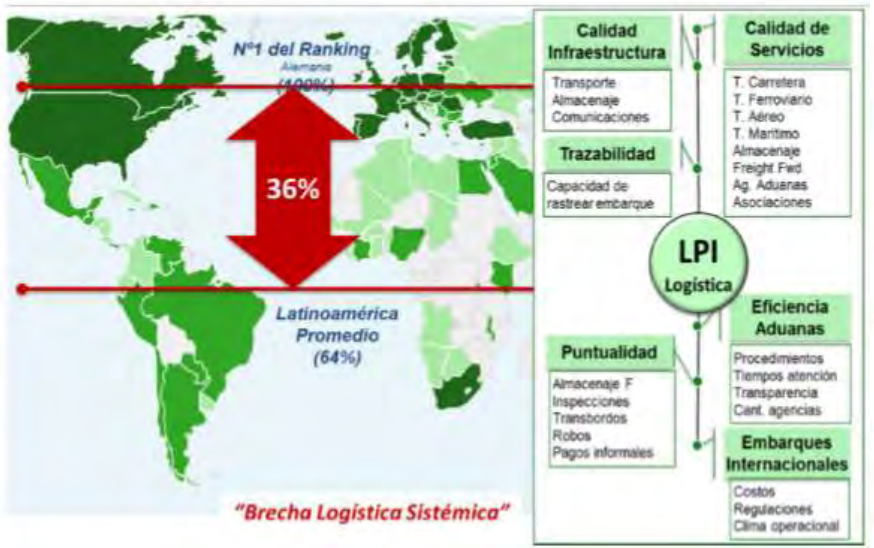 Nº1 del Ranking
Alemania
(100%)
36%
Latinoamérica
Promedio
(64%)
"Brecha Logística Sistémica"
Calidad
Infraestructura
Transporte
Almacenaje
Comunicaciones
Trazabilidad
Capacidad de
rastrear embarque
Calidad de
Servicios
T. Carretera
T. Ferroviario
T. Aéreo
T. Marítimo
Almacenaje
Freight Fwd
Ag. Aduanas
Asociaciones
LPI
Logística
Puntualidad
Almacenaje F
Inspecciones
Transbordos
Robos
Pagos informales
Eficiencia
Aduanas
Procedimientos
Tiempos atención
Transparencia
Cant. agencias
Embarques
Internacionales
Costos
Regulaciones
Clima operacional